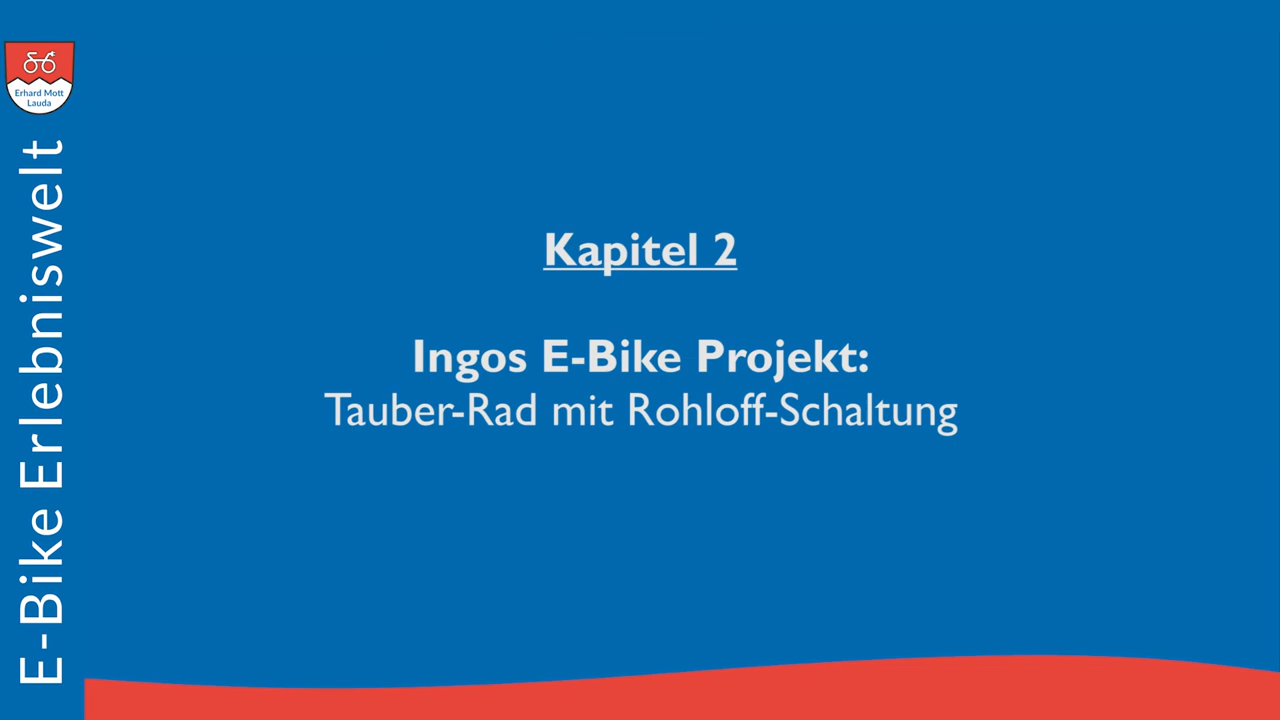 Erhard Mott
Lauda
E-Bike Erlebniswelt
Kapitel 2
Ingos E-Bike Projekt:
Tauber-Rad mit Rohloff-Schaltung